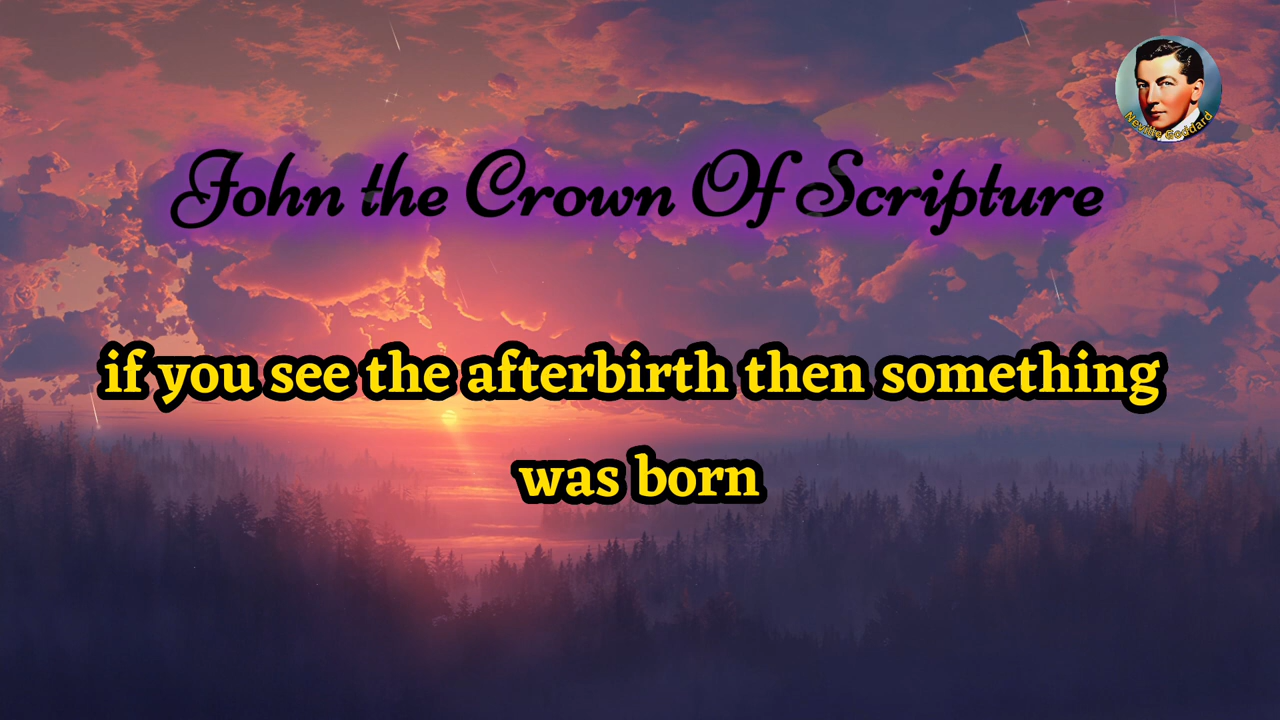 Neville Goddard
John the Crown Of Scripture
if you see the afterbirth then something
was born